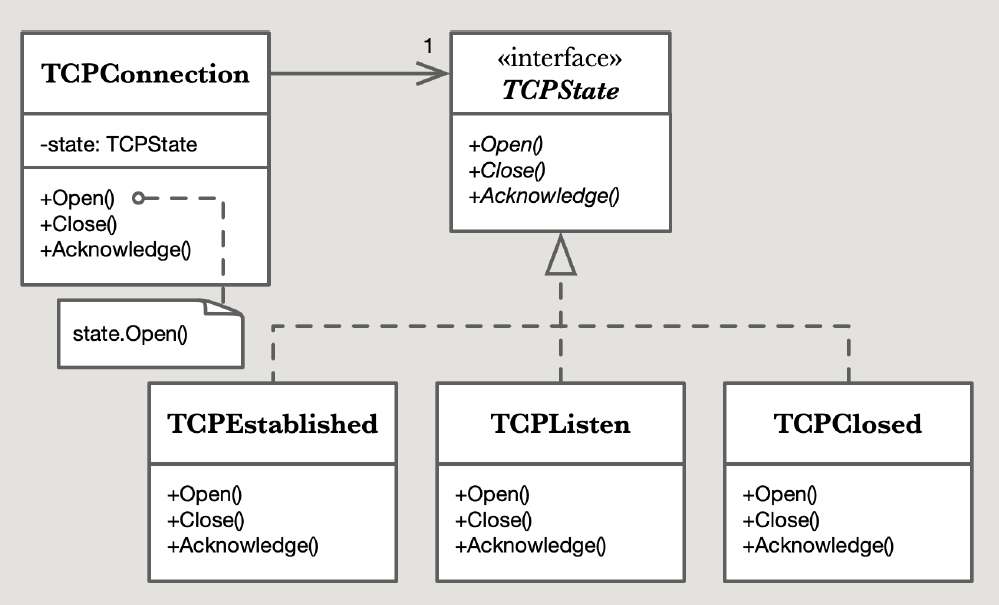 TCPConnection
-state: TCPState
+Open()
+Close()
+Acknowledge()
state.Open()
1
«interface»
TCPState
+Open()
+Close()
+Acknowledge()
TCPEstablished
+Open()
+Close()
+Acknowledge()
TCPListen
+Open()
+Close()
+Acknowledge()
TCPClosed
+Open()
+Close()
+Acknowledge()